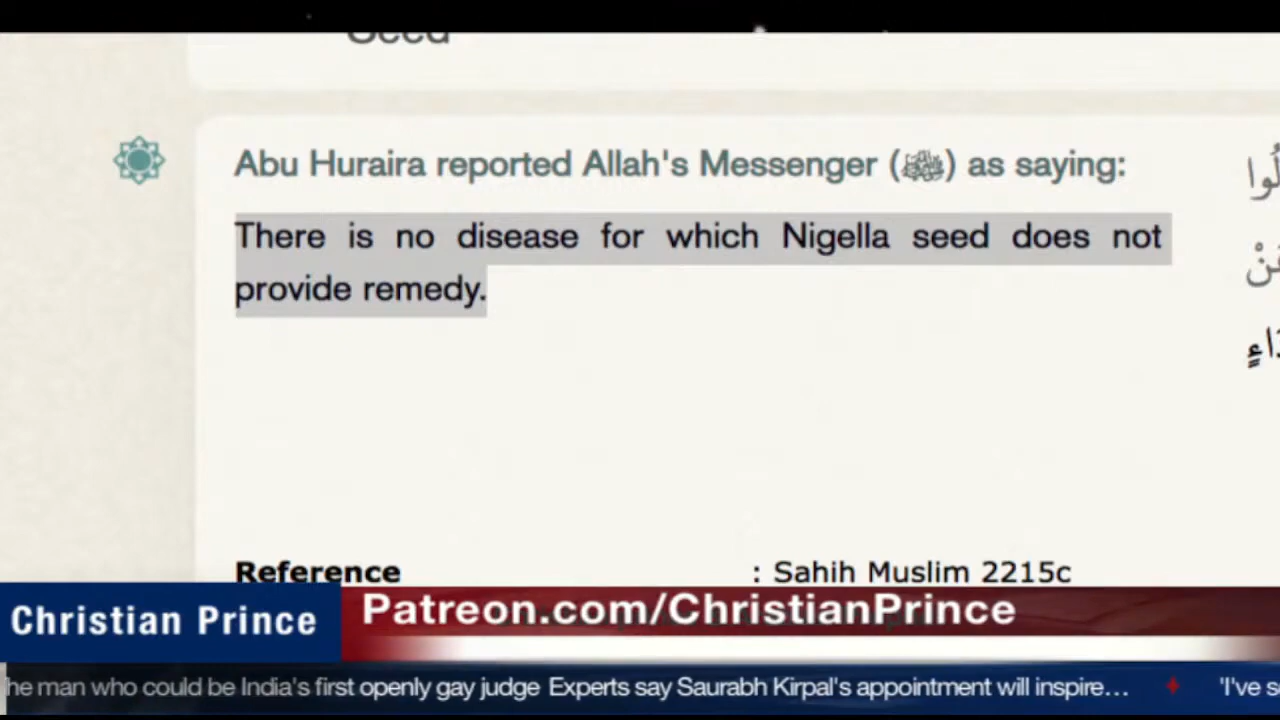 Seed
Abu Huraira reported Allah's Messenger (ﷺ) as saying:
There is no disease for which Nigella seed does not
provide remedy.
Reference : Sahih Muslim 2215c
Christian Prince
Patreon.com/ChristianPrince
he man who could be India's first openly gay judge Experts say Saurabh Kirpal's appointment will inspire... 'I've s